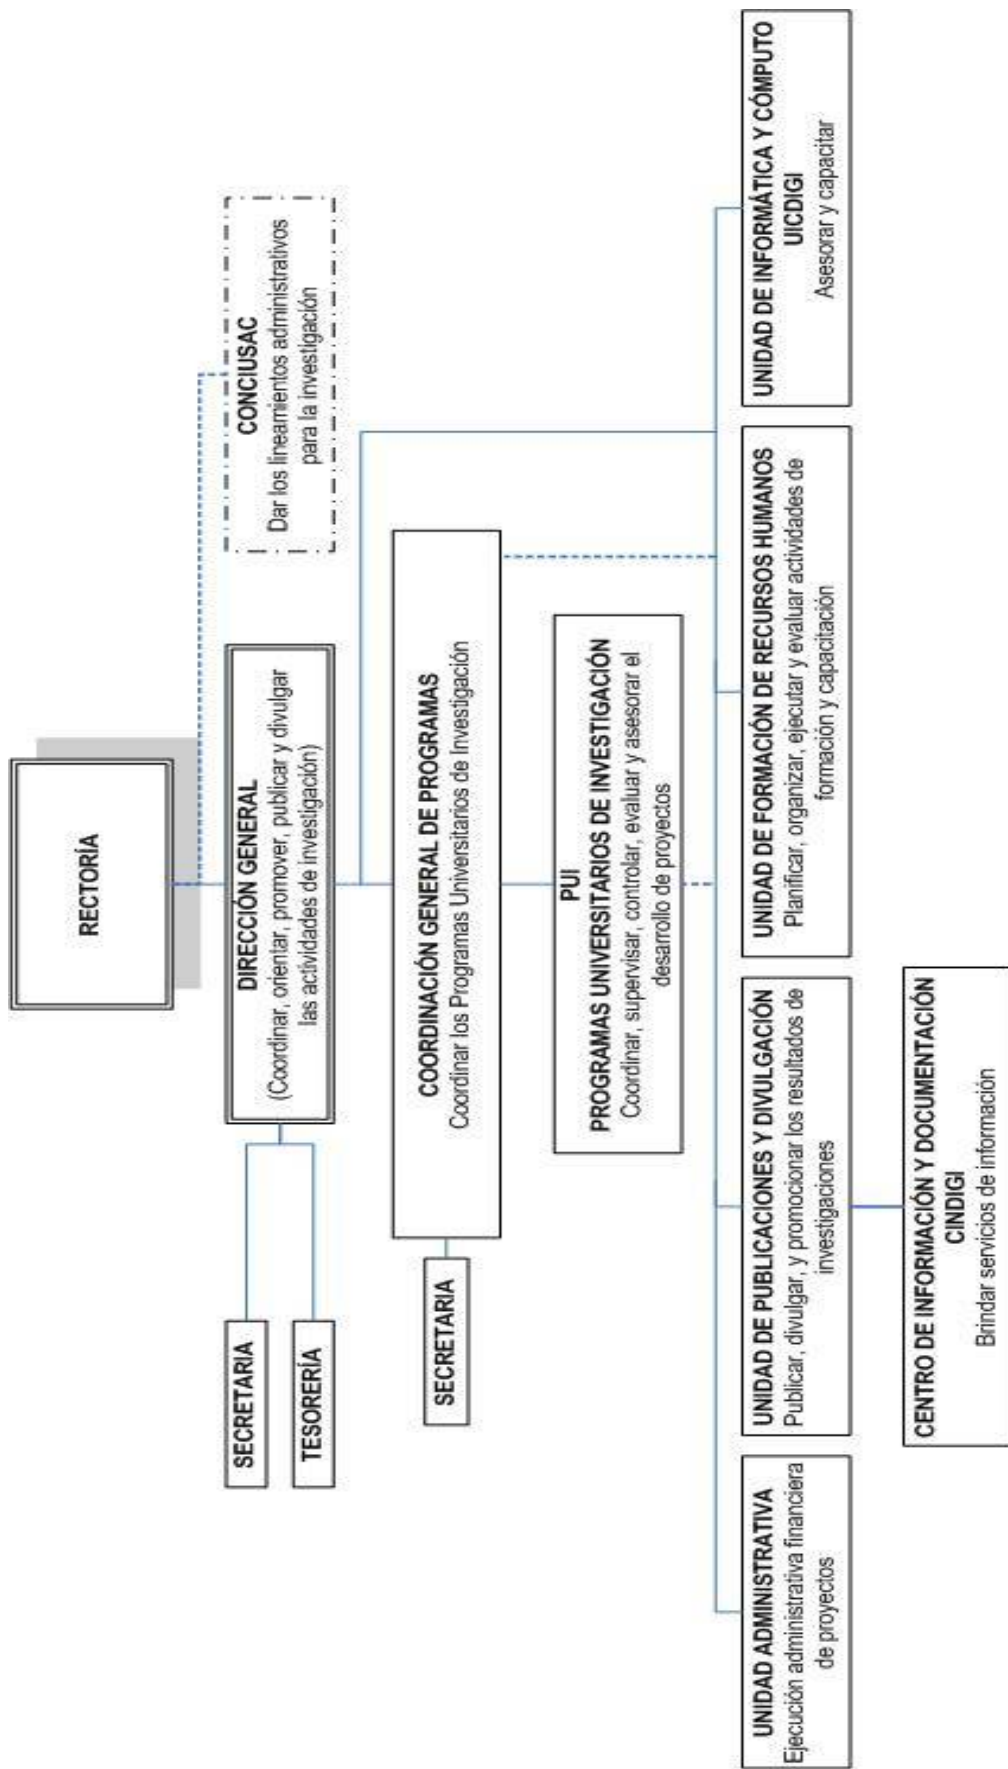 RECTORÍA
CONCIUSAC
Dar los lineamientos administrativos
para la investigación
DIRECCIÓN GENERAL
(Coordinar, orientar, promover, publicar y divulgar
las actividades de investigación)
SECRETARIA
TESORERÍA
COORDINACIÓN GENERAL DE PROGRAMAS
Coordinar los Programas Universitarios de Investigación
SECRETARIA
PUI
PROGRAMAS UNIVERSITARIOS DE INVESTIGACIÓN
Coordinar, supervisar, controlar, evaluar y asesorar el
desarrollo de proyectos
UNIDAD ADMINISTRATIVA
Ejecución administrativa financiera
de proyectos
UNIDAD DE PUBLICACIONES Y DIVULGACIÓN
Publicar, divulgar, y promocionar los resultados de
investigaciones
UNIDAD DE FORMACIÓN DE RECURSOS HUMANOS
Planificar, organizar, ejecutar y evaluar actividades de
formación y capacitación
UNIDAD DE INFORMÁTICA Y CÓMPUTO
UICDIGI
Asesorar y capacitar
CENTRO DE INFORMACIÓN Y DOCUMENTACIÓN
CINDIGI
Brindar servicios de información